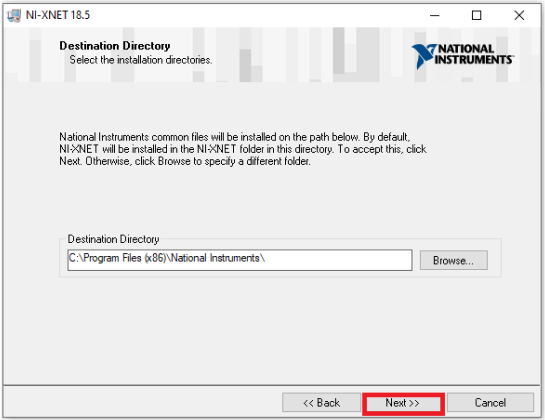 NI-XNET 18.5
Destination Directory
Select the installation directories.
NATIONAL
INSTRUMENTS
National Instruments common files will be installed on the path below. By default,
NI-XNET will be installed in the NI-XNET folder in this directory. To accept this, click
Next. Otherwise, click Browse to specify a different folder.
Destination Directory
C:\Program Files (x86)\National Instruments\
Browse...
<< Back
Next >>
Cancel